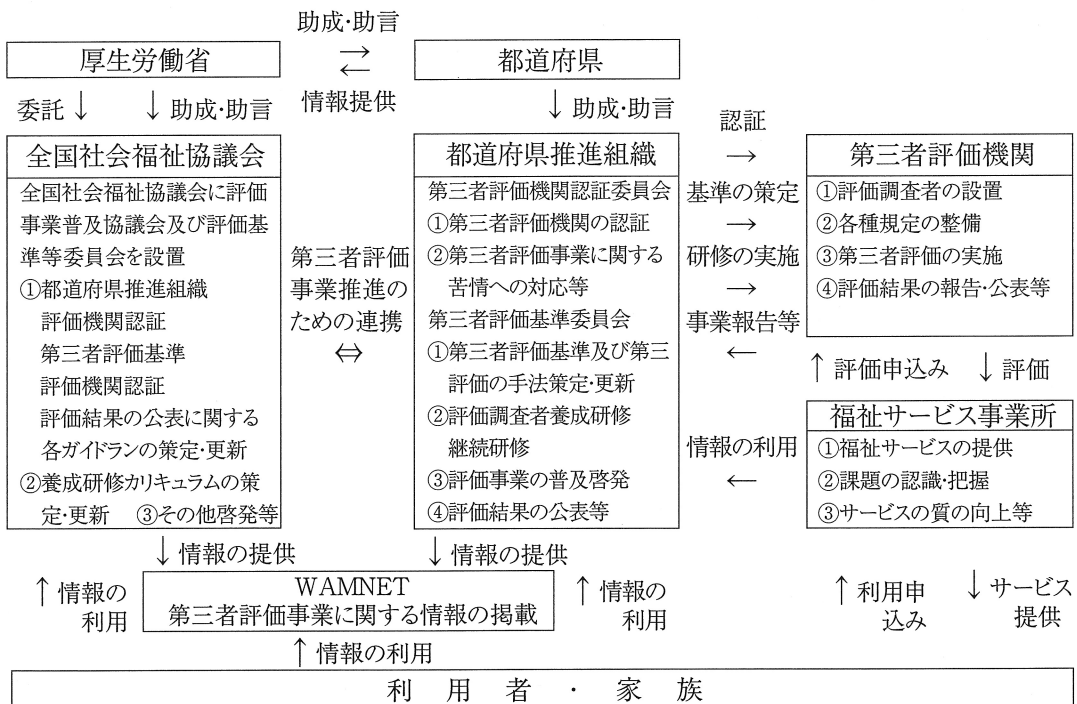 助成・助言
厚生労働省
→
←
都道府県
情報提供
委託↓
↓助成・助言
↓助成・助言
全国社会福祉協議会
全国社会福祉協議会に評価
事業普及協議会及び評価基
準等委員会を設置
①都道府県推進組織
評価機関認証
第三者評価基準
評価機関認証
評価結果の公表に関する
各ガイドランの策定・更新
②養成研修カリキュラムの策
定・更新 ③その他啓発等
第三者評価
事業推進の
ための連携
⇔
都道府県推進組織
第三者評価機関認証委員会
①第三者評価機関の認証
②第三者評価事業に関する
苦情への対応等
第三者評価基準委員会
①第三者評価基準及び第三
評価の手法策定・更新
②評価調査者養成研修
継続研修
③評価事業の普及啓発
④評価結果の公表等
認証
→
基準の策定
→
研修の実施
→
事業報告等
←
第三者評価機関
①評価調査者の設置
②各種規定の整備
③第三者評価の実施
④評価結果の報告・公表等
↑評価申込み ↓評価
情報の利用
←
福祉サービス事業所
①福祉サービスの提供
②課題の認識・把握
③サービスの質の向上等
↓情報の提供
↓情報の提供
↑情報の
利用
WAMNET
第三者評価事業に関する情報の掲載
↑情報の
利用
↑利用申
込み
↓サービス
提供
↑情報の利用
利用者・家族